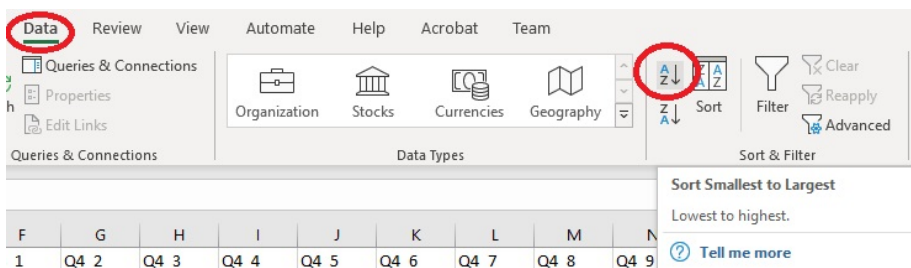 Data Review View Automate Help Acrobat Team
Queries & Connections
Properties
Edit Links
h
Organization Stocks Currencies Geography
A Z
Z A
Z A A Z
Sort
Filter
Clear
Reapply
Advanced
Queries & Connections Data Types Sort & Filter
Sort Smallest to Largest
Lowest to highest.
? Tell me more
F G H I J K L M N
1 Q4 2 Q4 3 Q4 4 Q4 5 Q4 6 Q4 7 Q4 8 Q4 9